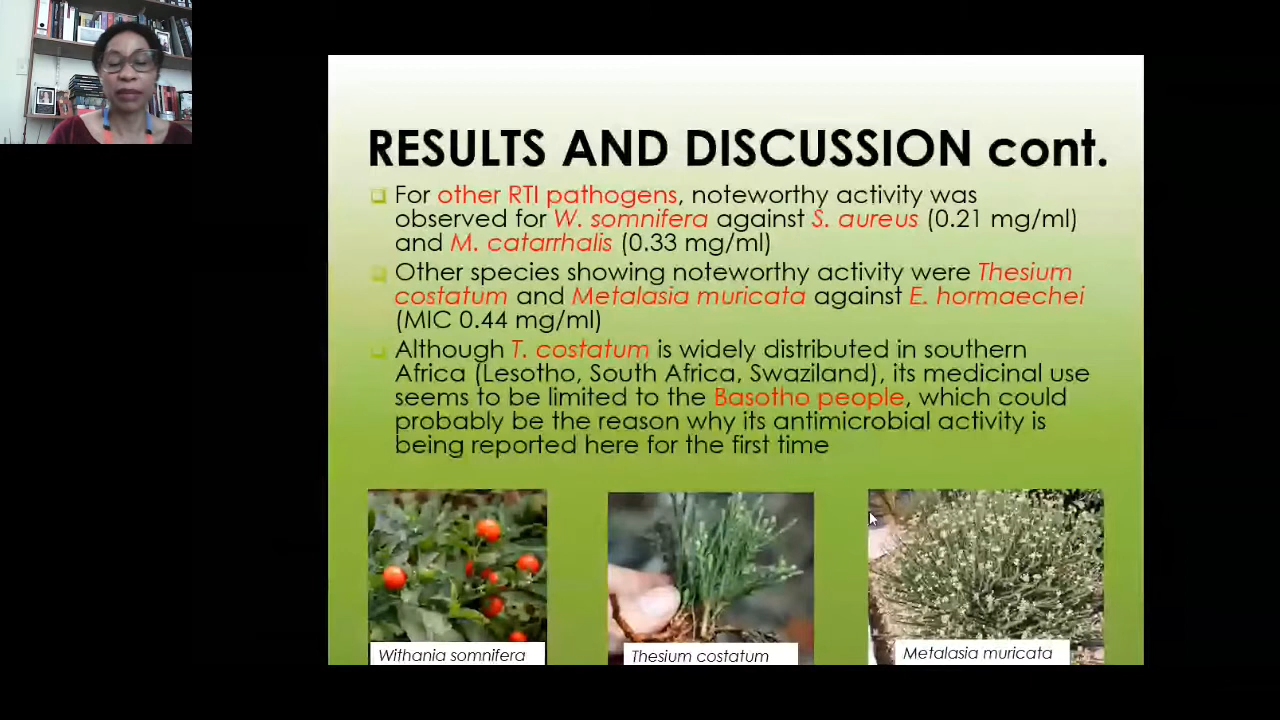 RESULTS AND DISCUSSION cont.
For other RTI pathogens, noteworthy activity was
observed for W. somnifera against S. aureus (0.21 mg/ml)
and M. catarrhalis (0.33 mg/ml)
Other species showing noteworthy activity were Thesium
costatum and Metalasia muricata against E. hormaechei
(MIC 0.44 mg/ml)
Although T. costatum is widely distributed in southern
Africa (Lesotho, South Africa, Swaziland), its medicinal use
seems to be limited to the Basotho people, which could
probably be the reason why its antimicrobial activity is
being reported here for the first time
Withania somnifera
Thesium costatum
Metalasia muricata